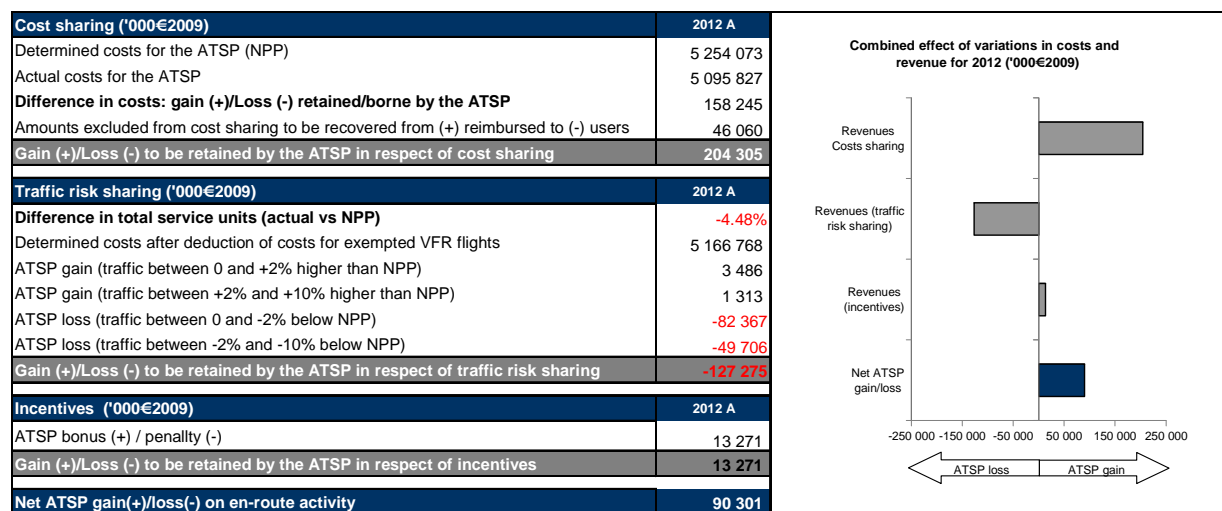 Cost sharing ('000€2009) 2012 A
Determined costs for the ATSP (NPP) 5 254 073
Actual costs for the ATSP 5 095 827
Difference in costs: gain (+)/Loss (-) retained/borne by the ATSP 158 245
Amounts excluded from cost sharing to be recovered from (+) reimbursed to (-) users 46 060
Gain (+)/Loss (-) to be retained by the ATSP in respect of cost sharing 204 305
Traffic risk sharing ('000€2009) 2012 A
Difference in total service units (actual vs NPP) -4.48%
Determined costs after deduction of costs for exempted VFR flights 5 166 768
ATSP gain (traffic between 0 and +2% higher than NPP) 3 486
ATSP gain (traffic between +2% and +10% higher than NPP) 1 313
ATSP loss (traffic between 0 and -2% below NPP) -82 367
ATSP loss (traffic between -2% and -10% below NPP) -49 706
Gain (+)/Loss (-) to be retained by the ATSP in respect of traffic risk sharing -127 275
Incentives ('000€2009) 2012 A
ATSP bonus (+) / penallty (-) 13 271
Gain (+)/Loss (-) to be retained by the ATSP in respect of incentives 13 271
Net ATSP gain(+)/loss(-) on en-route activity 90 301
Combined effect of variations in costs and
revenue for 2012 ('000€2009)
Revenues
Costs sharing
Revenues (traffic
risk sharing)
Revenues
(incentives)
Net ATSP
gain/loss
-250 000 -150 000 -50 000 50 000 150 000 250 000
ATSP loss ATSP gain